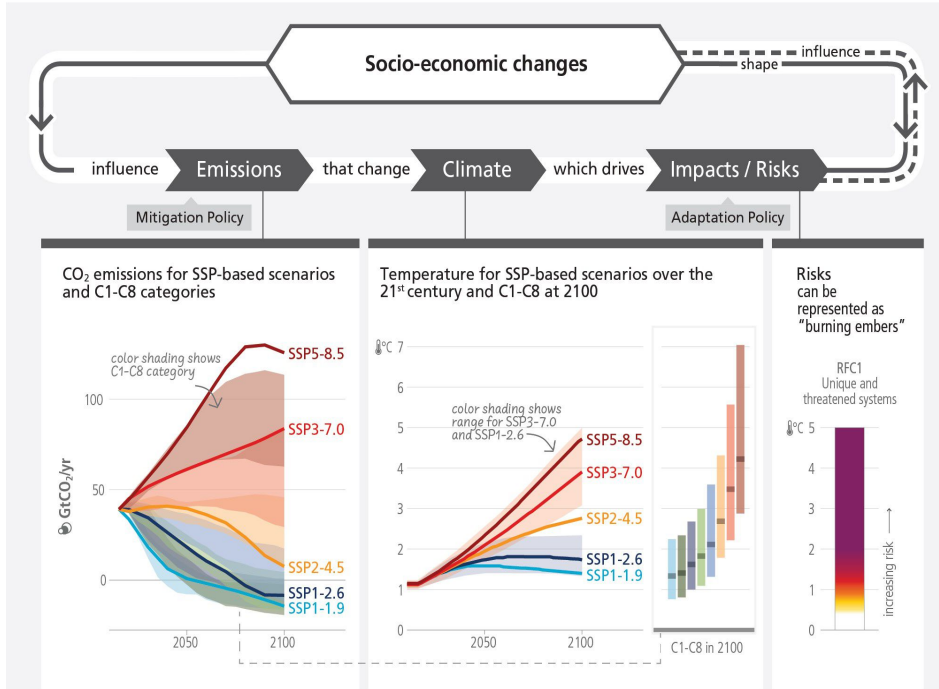 Socio-economic changes
influence
shape
influence
Emissions
that change
Climate
which drives
Impacts / Risks
Mitigation Policy
Adaptation Policy
CO₂ emissions for SSP-based scenarios
and C1-C8 categories
color shading shows
C1-C8 category
GtCO₂/yr
100
50
0
2050
2100
SSP5-8.5
SSP3-7.0
SSP2-4.5
SSP1-2.6
SSP1-1.9
Temperature for SSP-based scenarios over the
21ˢᵗ century and C1-C8 at 2100
°C 7
6
5
4
3
2
1
0
color shading shows
range for SSP3-7.0
and SSP1-2.6
SSP5-8.5
SSP3-7.0
SSP2-4.5
SSP1-2.6
SSP1-1.9
2050
2100
C1-C8 in 2100
Risks
can be
represented as
“burning embers”
RFC1
Unique and
threatened systems
°C 5
4
3
2
1
0
increasing risk